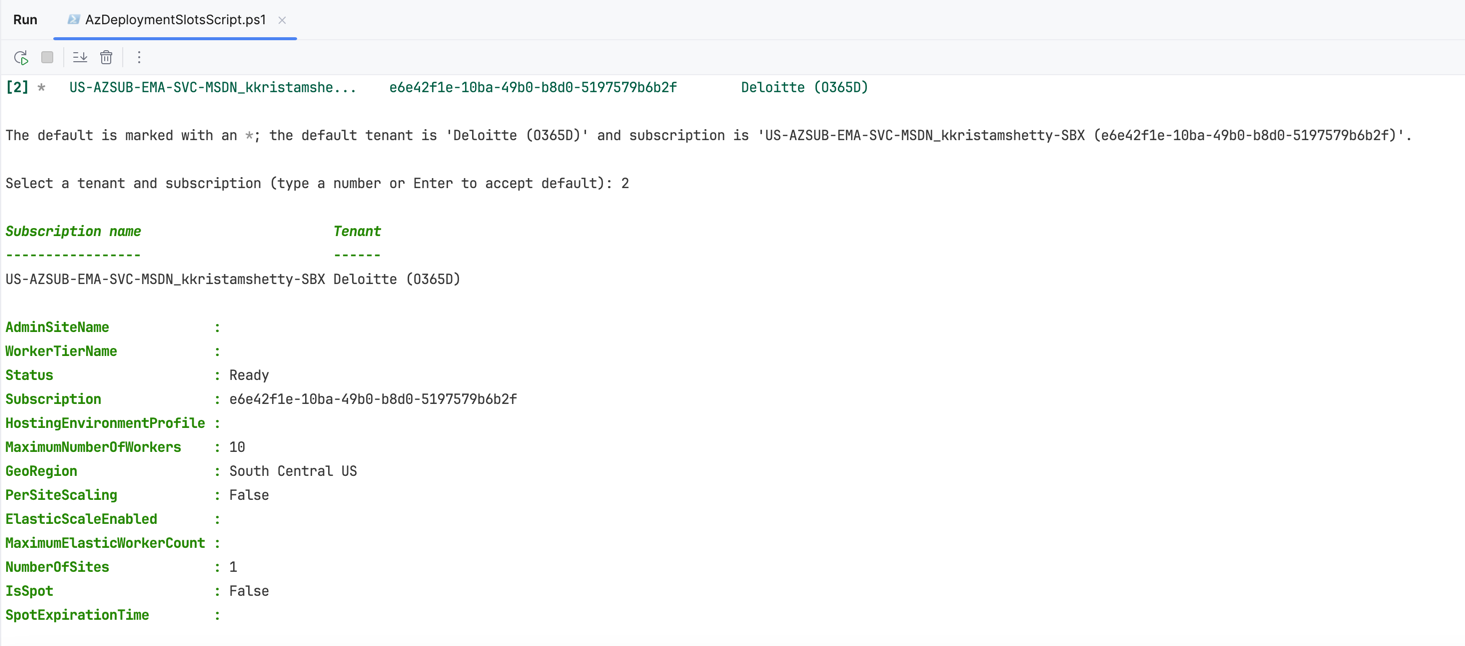 Run AzDeploymentSlotsScript.ps1
[2] * US-AZSUB-EMA-SVC-MSDN_kkristamshe... e6e42f1e-10ba-49b0-b8d0-5197579b6b2f Deloitte (O365D)
The default is marked with an *; the default tenant is 'Deloitte (O365D)' and subscription is 'US-AZSUB-EMA-SVC-MSDN_kkristamshetty-SBX (e6e42f1e-10ba-49b0-b8d0-5197579b6b2f)'.
Select a tenant and subscription (type a number or Enter to accept default): 2
Subscription name Tenant
----------------- ------
US-AZSUB-EMA-SVC-MSDN_kkristamshetty-SBX Deloitte (O365D)
AdminSiteName :
WorkerTierName :
Status : Ready
Subscription : e6e42f1e-10ba-49b0-b8d0-5197579b6b2f
HostingEnvironmentProfile :
MaximumNumberOfWorkers : 10
GeoRegion : South Central US
PerSiteScaling : False
ElasticScaleEnabled :
MaximumElasticWorkerCount :
NumberOfSites : 1
IsSpot : False
SpotExpirationTime :